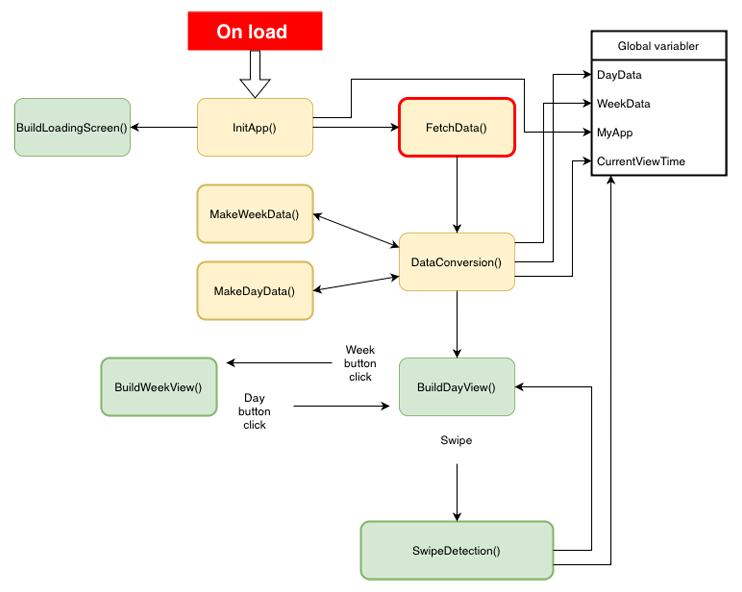 On load
Global variabler
DayData
WeekData
MyApp
CurrentViewTime
BuildLoadingScreen()
InitApp()
FetchData()
MakeWeekData()
MakeDayData()
DataConversion()
Week
button
click
BuildWeekView()
Day
button
click
BuildDayView()
Swipe
SwipeDetection()